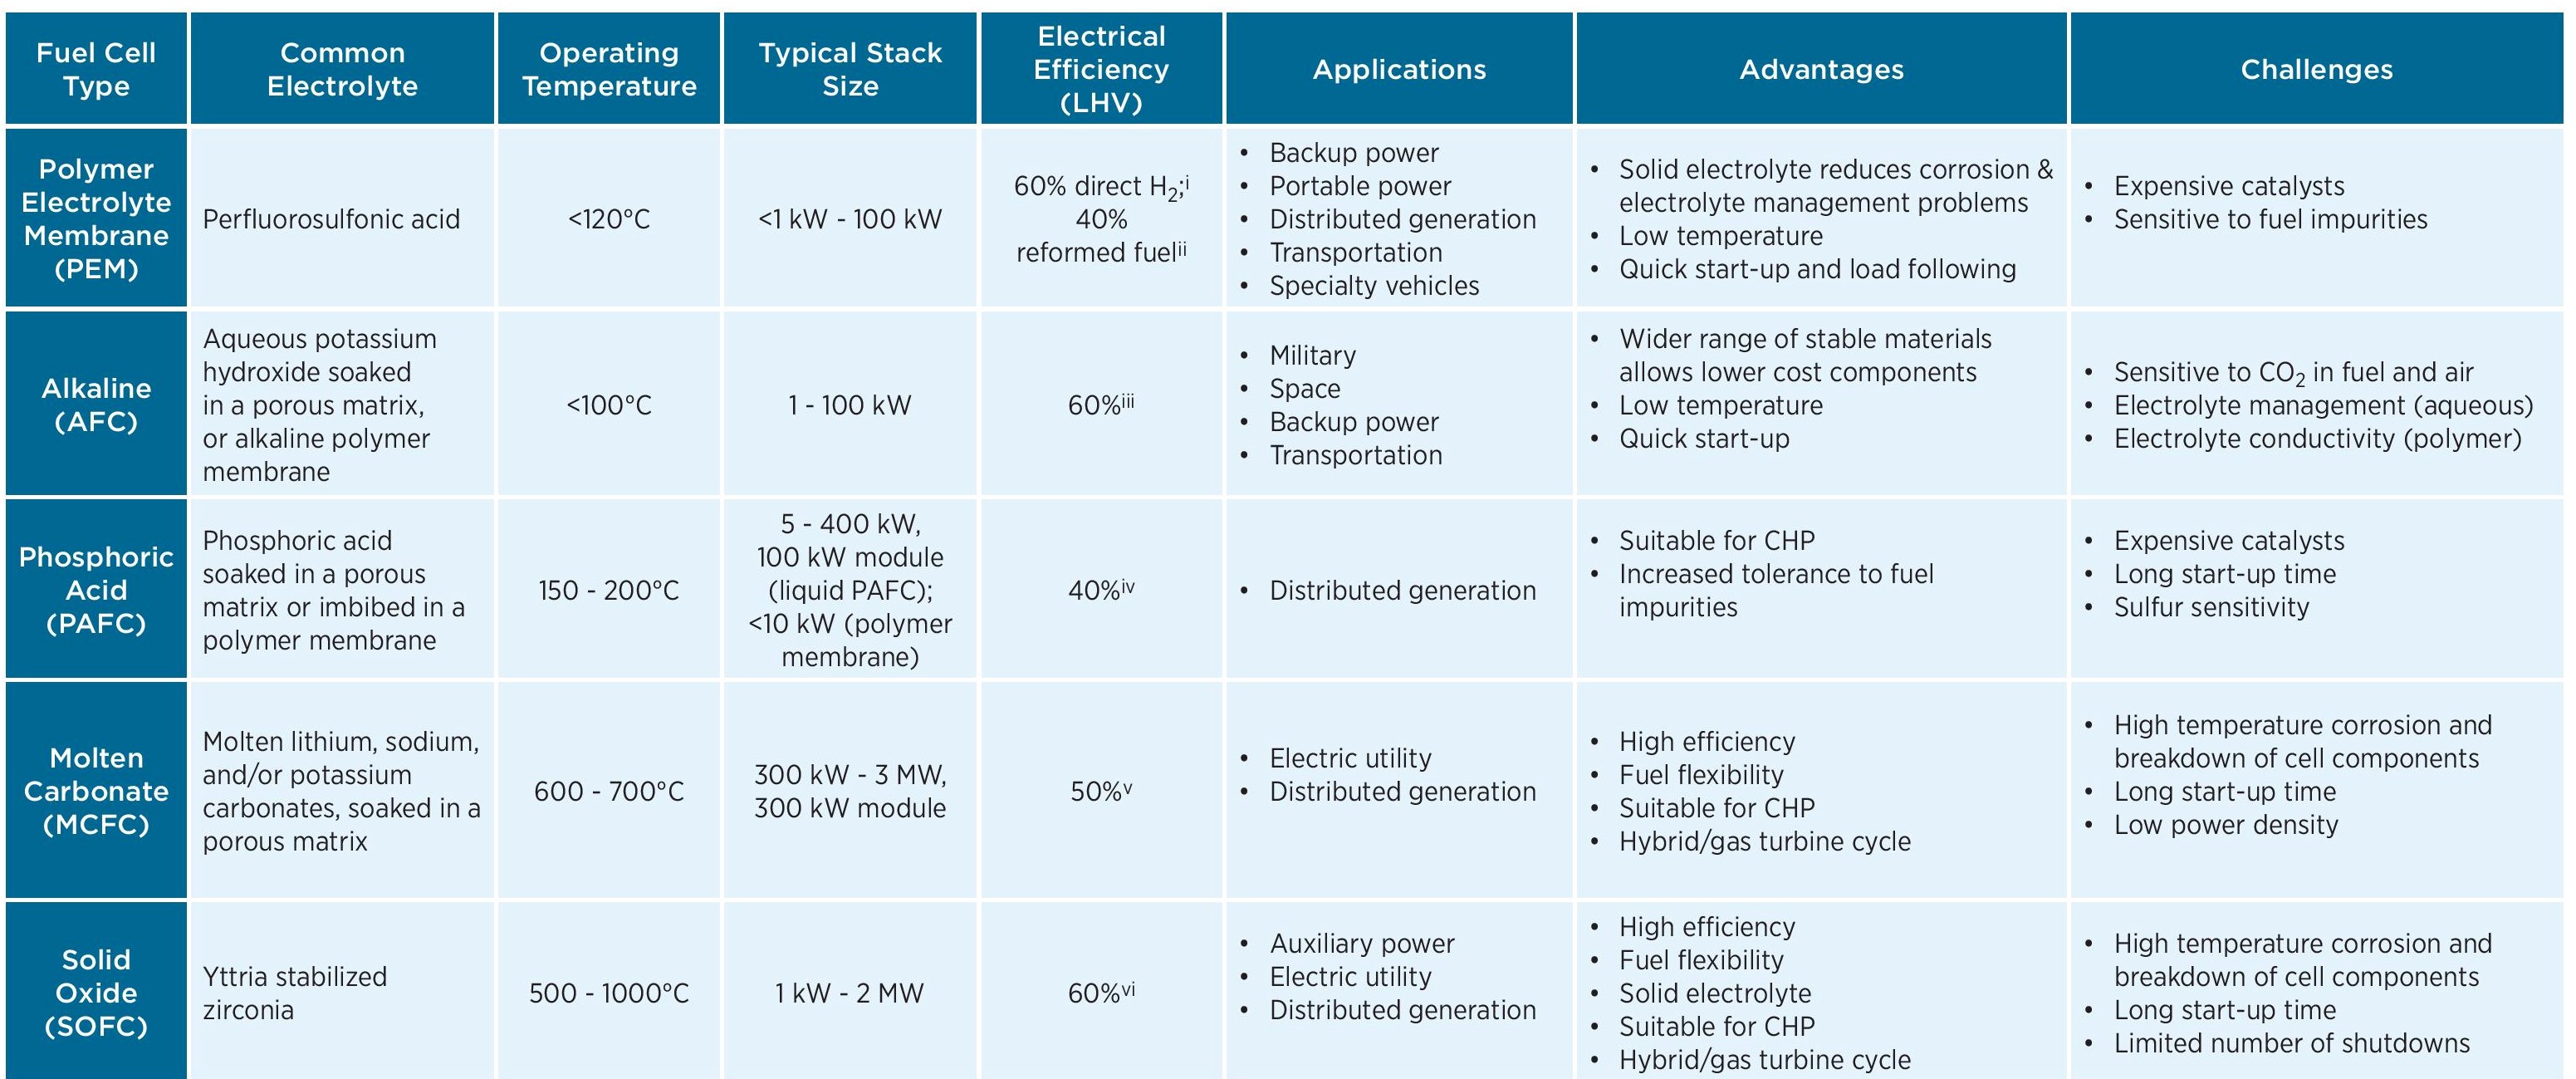 Fuel Cell
Type
Common
Electrolyte
Operating
Temperature
Typical Stack
Size
Electrical
Efficiency
(LHV)
Applications
Advantages
Challenges
Polymer
Electrolyte
Membrane
(PEM)
Perfluorosulfonic acid
<120°C
<1 kW - 100 kW
60% direct H₂;ⁱ
40%
reformed fuelⁱⁱ
• Backup power
• Portable power
• Distributed generation
• Transportation
• Specialty vehicles
• Solid electrolyte reduces corrosion &
electrolyte management problems
• Low temperature
• Quick start-up and load following
• Expensive catalysts
• Sensitive to fuel impurities
Alkaline
(AFC)
Aqueous potassium
hydroxide soaked
in a porous matrix,
or alkaline polymer
membrane
<100°C
1 - 100 kW
60%ⁱⁱⁱ
• Military
• Space
• Backup power
• Transportation
• Wider range of stable materials
allows lower cost components
• Low temperature
• Quick start-up
• Sensitive to CO₂ in fuel and air
• Electrolyte management (aqueous)
• Electrolyte conductivity (polymer)
Phosphoric
Acid
(PAFC)
Phosphoric acid
soaked in a porous
matrix or imbibed in a
polymer membrane
150 - 200°C
5 - 400 kW,
100 kW module
(liquid PAFC);
<10 kW (polymer
membrane)
40%ⁱᵛ
• Distributed generation
• Suitable for CHP
• Increased tolerance to fuel
impurities
• Expensive catalysts
• Long start-up time
• Sulfur sensitivity
Molten
Carbonate
(MCFC)
Molten lithium, sodium,
and/or potassium
carbonates, soaked in a
porous matrix
600 - 700°C
300 kW - 3 MW,
300 kW module
50%ᵛ
• Electric utility
• Distributed generation
• High efficiency
• Fuel flexibility
• Suitable for CHP
• Hybrid/gas turbine cycle
• High temperature corrosion and
breakdown of cell components
• Long start-up time
• Low power density
Solid
Oxide
(SOFC)
Yttria stabilized
zirconia
500 - 1000°C
1 kW - 2 MW
60%ᵛⁱ
• Auxiliary power
• Electric utility
• Distributed generation
• High efficiency
• Fuel flexibility
• Solid electrolyte
• Suitable for CHP
• Hybrid/gas turbine cycle
• High temperature corrosion and
breakdown of cell components
• Long start-up time
• Limited number of shutdowns